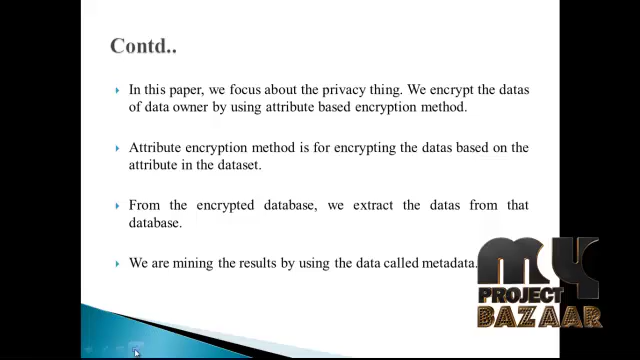 Contd..
In this paper, we focus about the privacy thing. We encrypt the datas
of data owner by using attribute based encryption method.
Attribute encryption method is for encrypting the datas based on the
attribute in the dataset.
From the encrypted database, we extract the datas from that
database.
We are mining the results by using the data called metadata.
my
PROJECT
BAZAAR